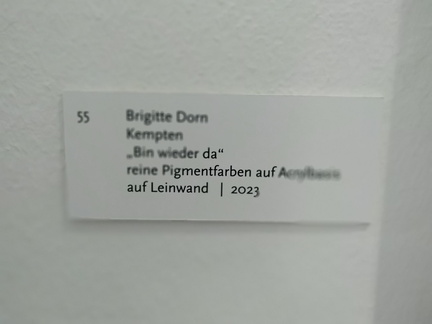 55
Brigitte Dorn
Kempten
„Bin wieder da“
reine Pigmentfarben auf
auf Leinwand | 2023